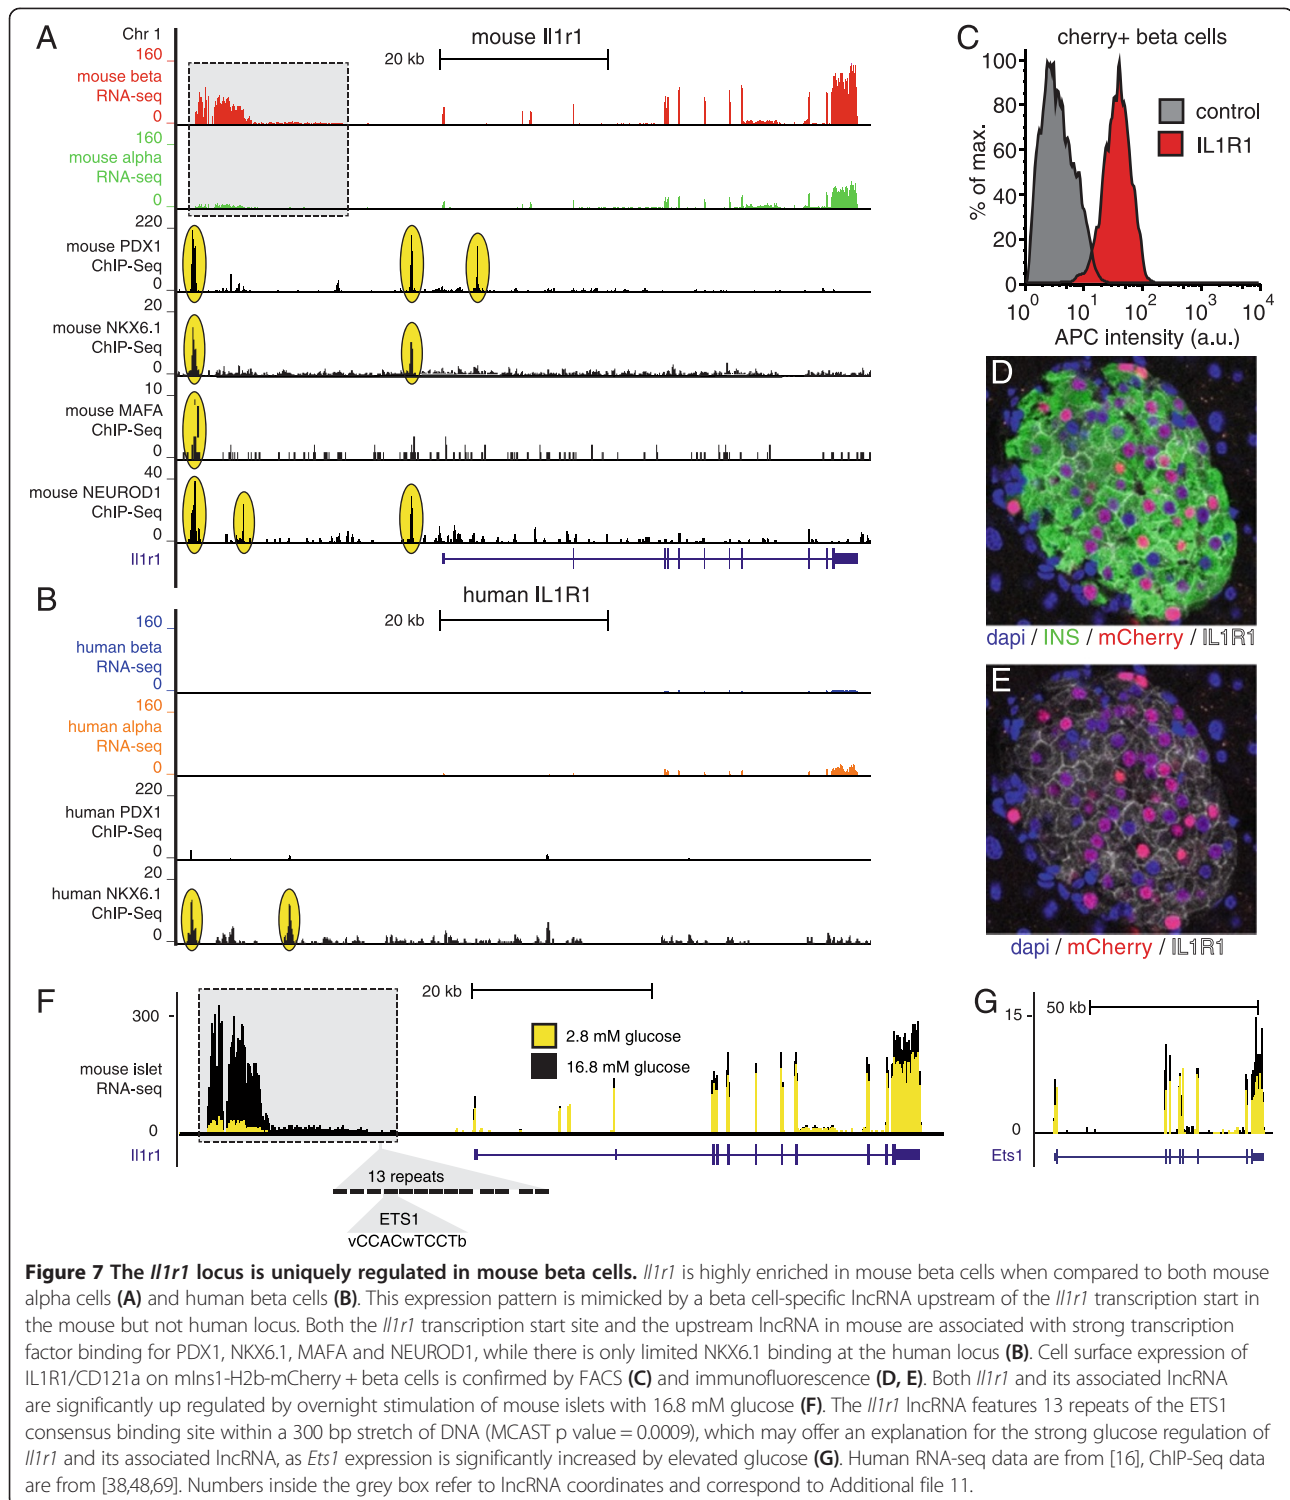 A
Chr 1
mouse Il1r1
20 kb
160
mouse beta
RNA-seq
0
160
mouse alpha
RNA-seq
0
220
mouse PDX1
ChIP-Seq
0
20
mouse NKX6.1
ChIP-Seq
0
10
mouse MAFA
ChIP-Seq
0
40
mouse NEUROD1
ChIP-Seq
0
Il1r1
B
human IL1R1
20 kb
160
human beta
RNA-seq
0
160
human alpha
RNA-seq
0
220
human PDX1
ChIP-Seq
0
20
human NKX6.1
ChIP-Seq
0
C
cherry+ beta cells
100
80
60
40
20
0
% of max.
control
IL1R1
10^0 10^1 10^2 10^3 10^4
APC intensity (a.u.)
D
dapi / INS / mCherry / IL1R1
E
dapi / mCherry / IL1R1
F
20 kb
300
2.8 mM glucose
16.8 mM glucose
mouse islet
RNA-seq
0
Il1r1
13 repeats
ETS1
vCCACwTCCTb
G
50 kb
15
0
Ets1
Figure 7 The Il1r1 locus is uniquely regulated in mouse beta cells. Il1r1 is highly enriched in mouse beta cells when compared to both mouse
alpha cells (A) and human beta cells (B). This expression pattern is mimicked by a beta cell-specific lncRNA upstream of the Il1r1 transcription start in
the mouse but not human locus. Both the Il1r1 transcription start site and the upstream lncRNA in mouse are associated with strong transcription
factor binding for PDX1, NKX6.1, MAFA and NEUROD1, while there is only limited NKX6.1 binding at the human locus (B). Cell surface expression of
IL1R1/CD121a on mIns1-H2b-mCherry + beta cells is confirmed by FACS (C) and immunofluorescence (D, E). Both Il1r1 and its associated lncRNA
are significantly up regulated by overnight stimulation of mouse islets with 16.8 mM glucose (F). The Il1r1 lncRNA features 13 repeats of the ETS1
consensus binding site within a 300 bp stretch of DNA (MCAST p value = 0.0009), which may offer an explanation for the strong glucose regulation of
Il1r1 and its associated lncRNA, as Ets1 expression is significantly increased by elevated glucose (G). Human RNA-seq data are from [16], ChIP-Seq data
are from [38,48,69]. Numbers inside the grey box refer to lncRNA coordinates and correspond to Additional file 11.